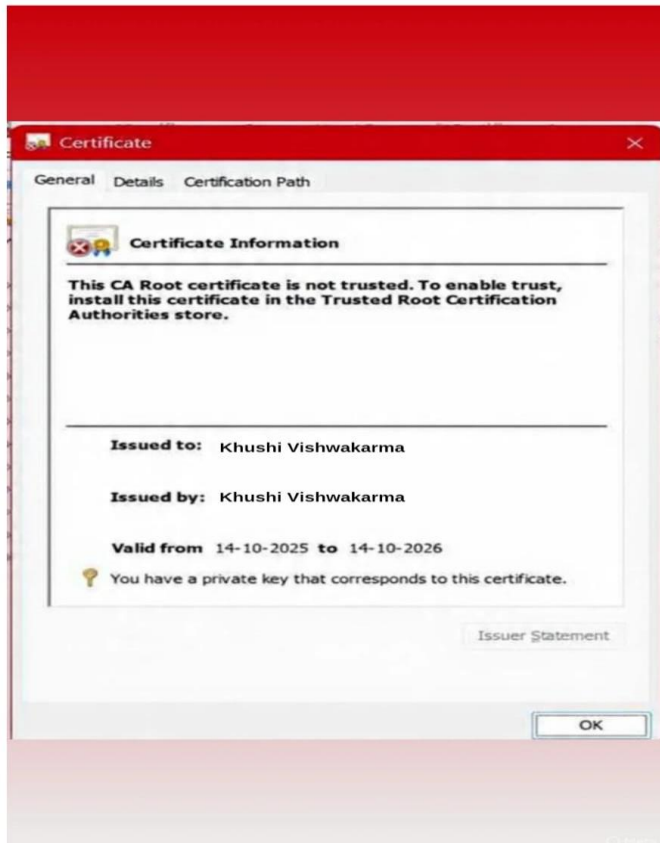 Certificate
General Details Certification Path
Certificate Information
This CA Root certificate is not trusted. To enable trust,
install this certificate in the Trusted Root Certification
Authorities store.
Issued to: Khushi Vishwakarma
Issued by: Khushi Vishwakarma
Valid from 14-10-2025 to 14-10-2026
You have a private key that corresponds to this certificate.
Issuer Statement
OK